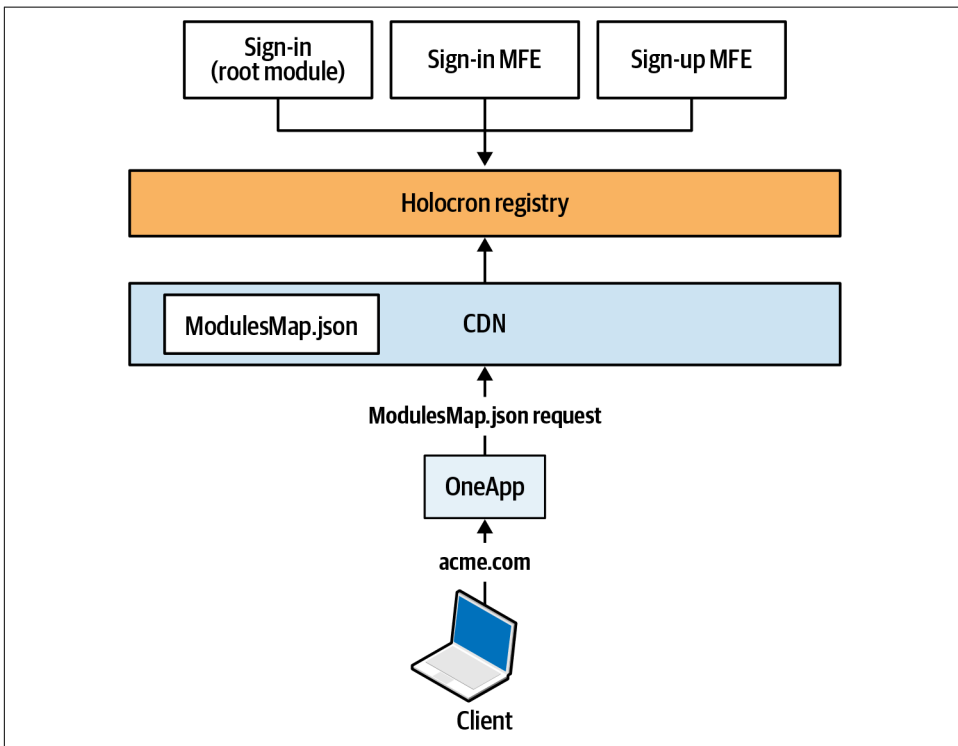 Sign-in
(root module)
Sign-in MFE
Sign-up MFE
Holocron registry
ModulesMap.json
CDN
ModulesMap.json request
OneApp
acme.com
Client